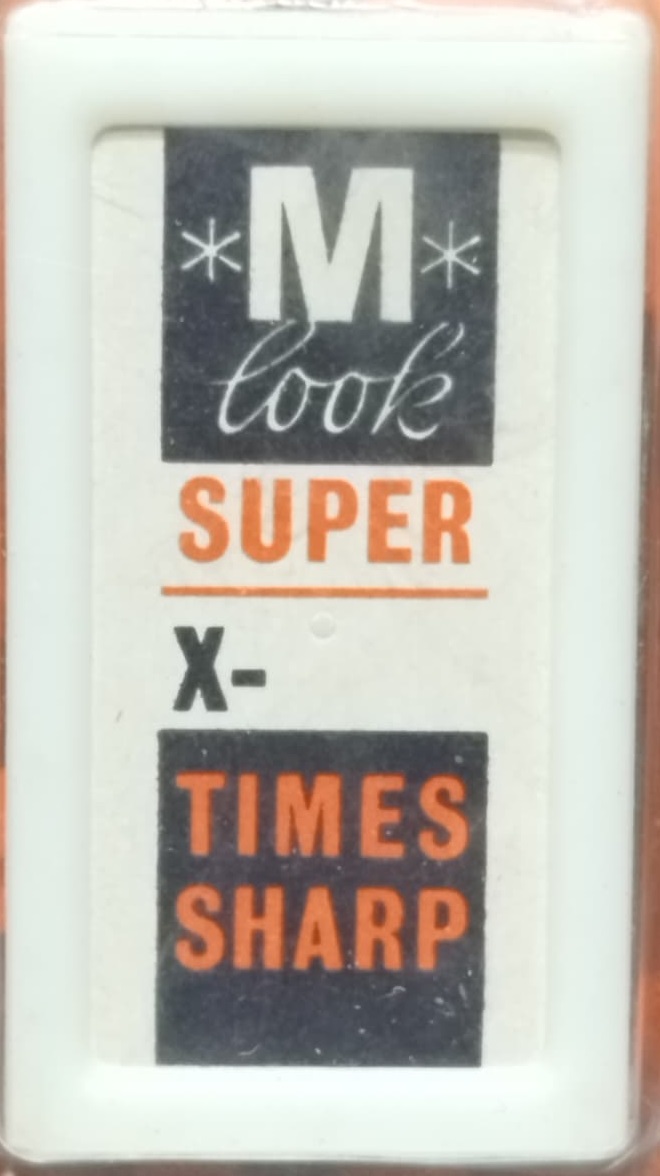 * M *
look
SUPER
X-
TIMES
SHARP